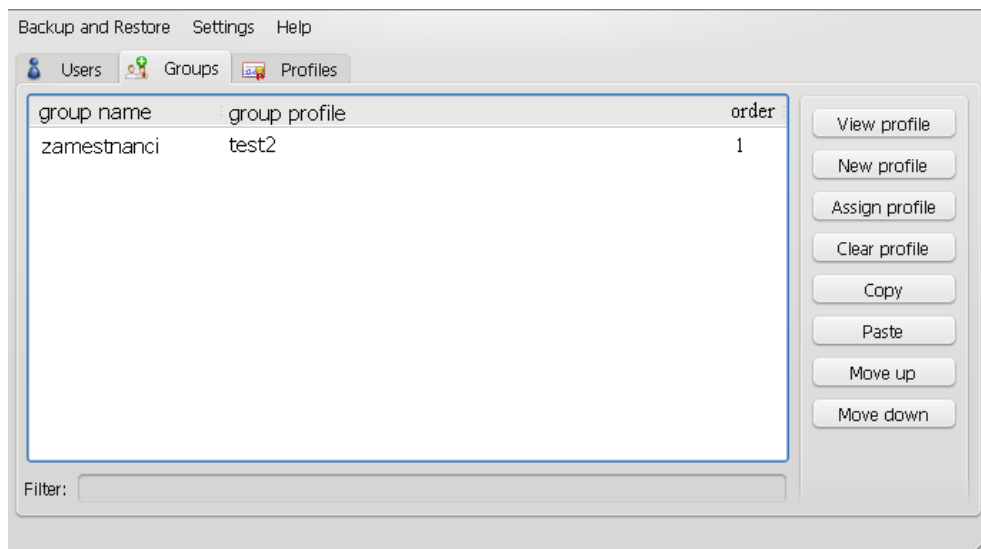 Backup and Restore Settings Help
Users Groups Profiles
group name group profile order
zamestnanci test2 1
View profile
New profile
Assign profile
Clear profile
Copy
Paste
Move up
Move down
Filter: